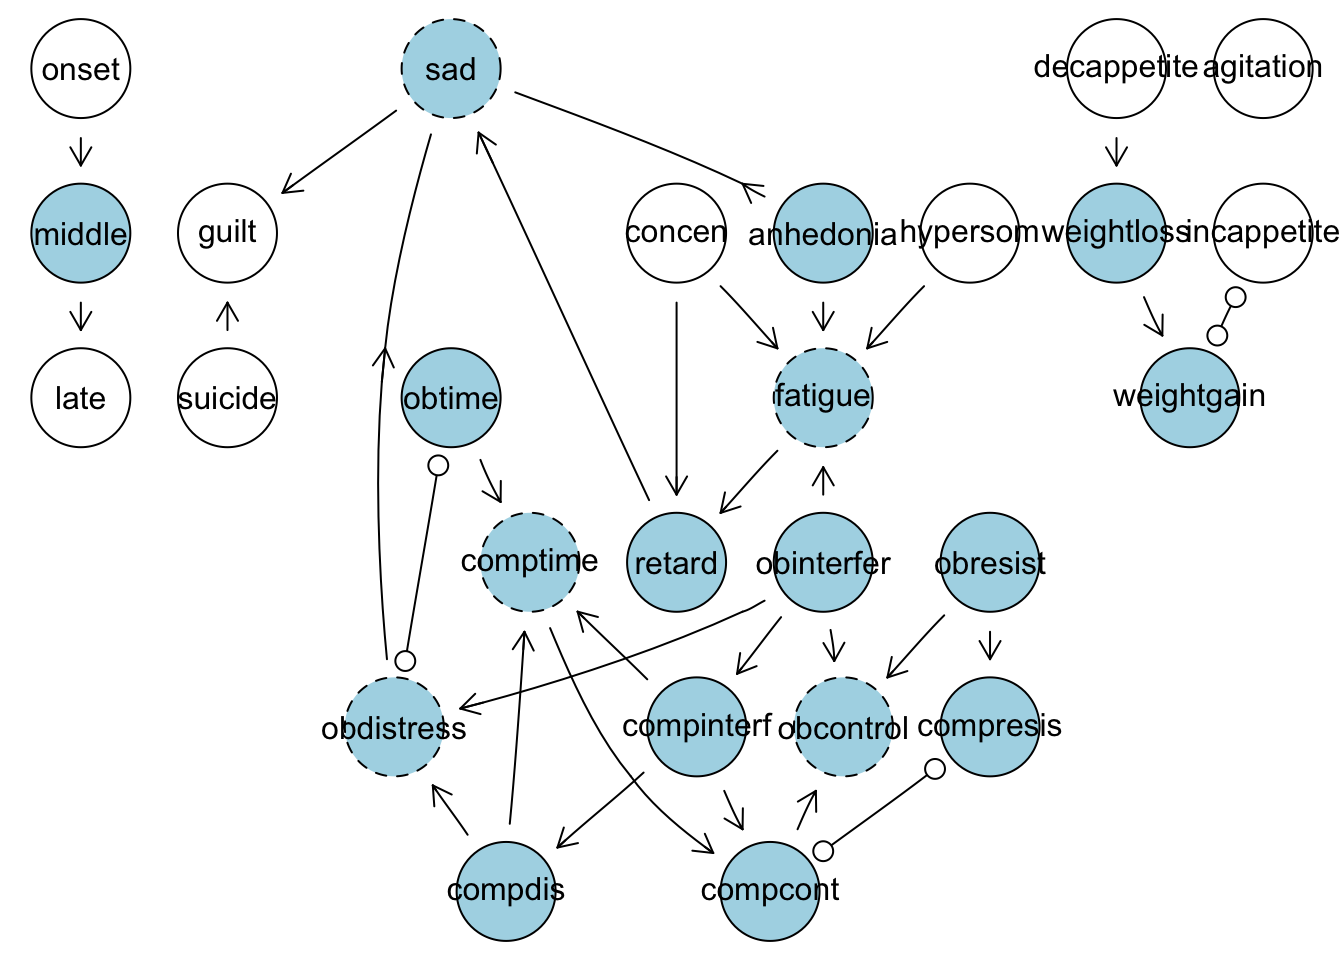 onset
sad
decappetite
agitation
middle
guilt
concen
anhedonia
hypersom
weightloss
incappetite
late
suicide
obtime
fatigue
weightgain
comptime
retard
obinterfer
obresist
obdistress
compinterf
obcontrol
compresis
compdis
compcont